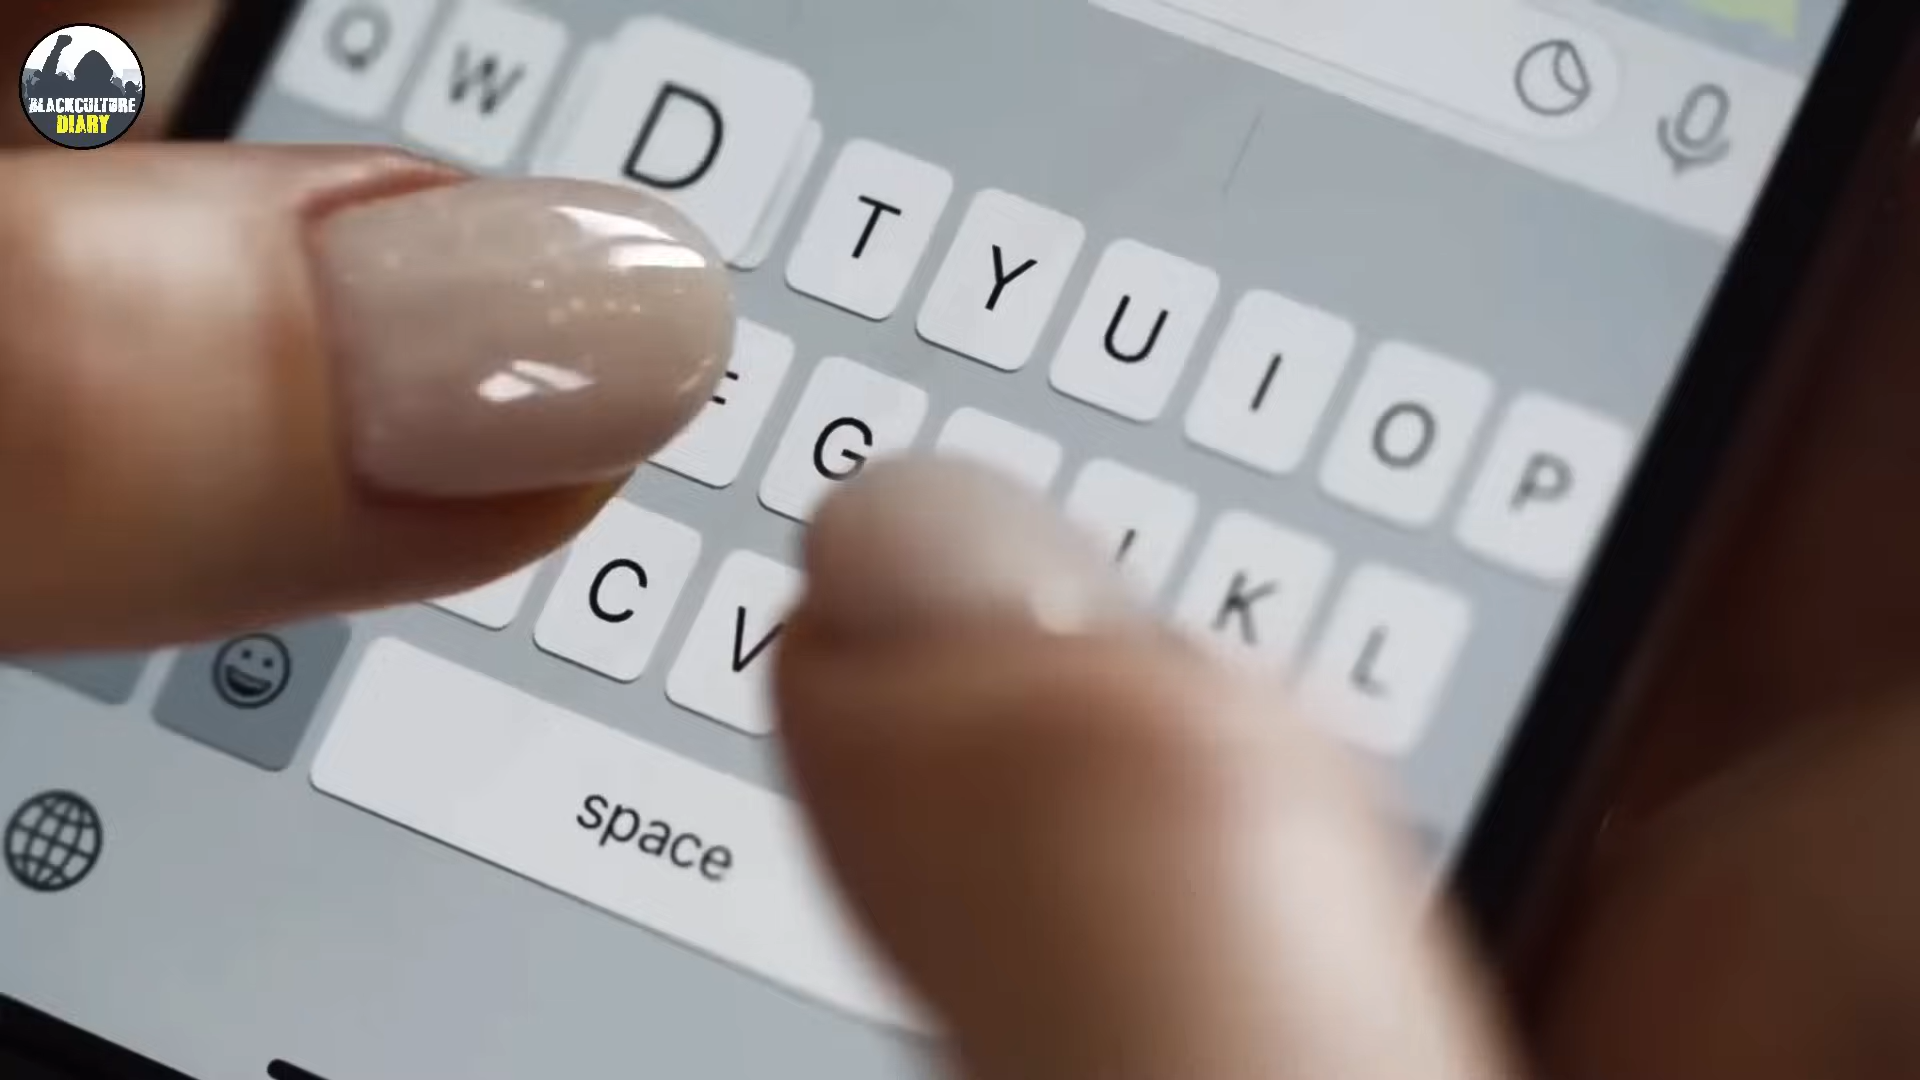 BLACKCULTURE
DIARY
Q W D T Y U I O P
F G J K L
C V
space